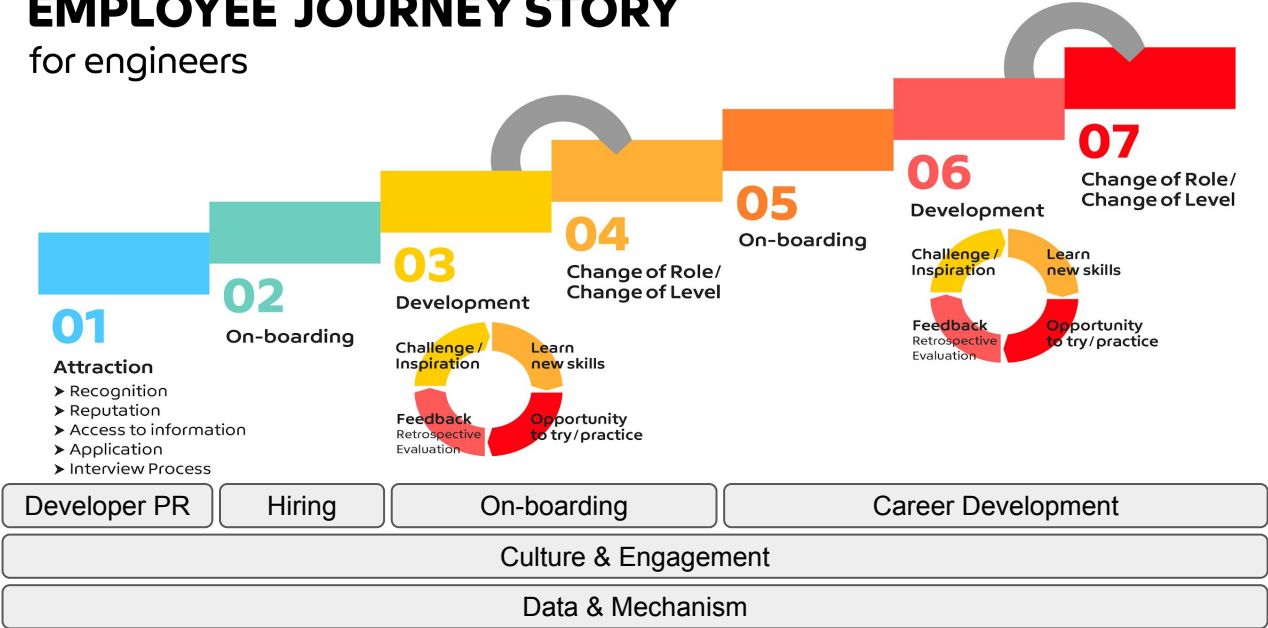 EMPLOYEE JOURNEY STORY
for engineers
01
Attraction
➤ Recognition
➤ Reputation
➤ Access to information
➤ Application
➤ Interview Process
02
On-boarding
03
Development
Challenge /
Inspiration
Learn
new skills
Feedback
Retrospective
Evaluation
Opportunity
to try/practice
04
Change of Role/
Change of Level
05
On-boarding
06
Development
Challenge /
Inspiration
Learn
new skills
Feedback
Retrospective
Evaluation
Opportunity
to try/practice
07
Change of Role/
Change of Level
Developer PR
Hiring
On-boarding
Career Development
Culture & Engagement
Data & Mechanism